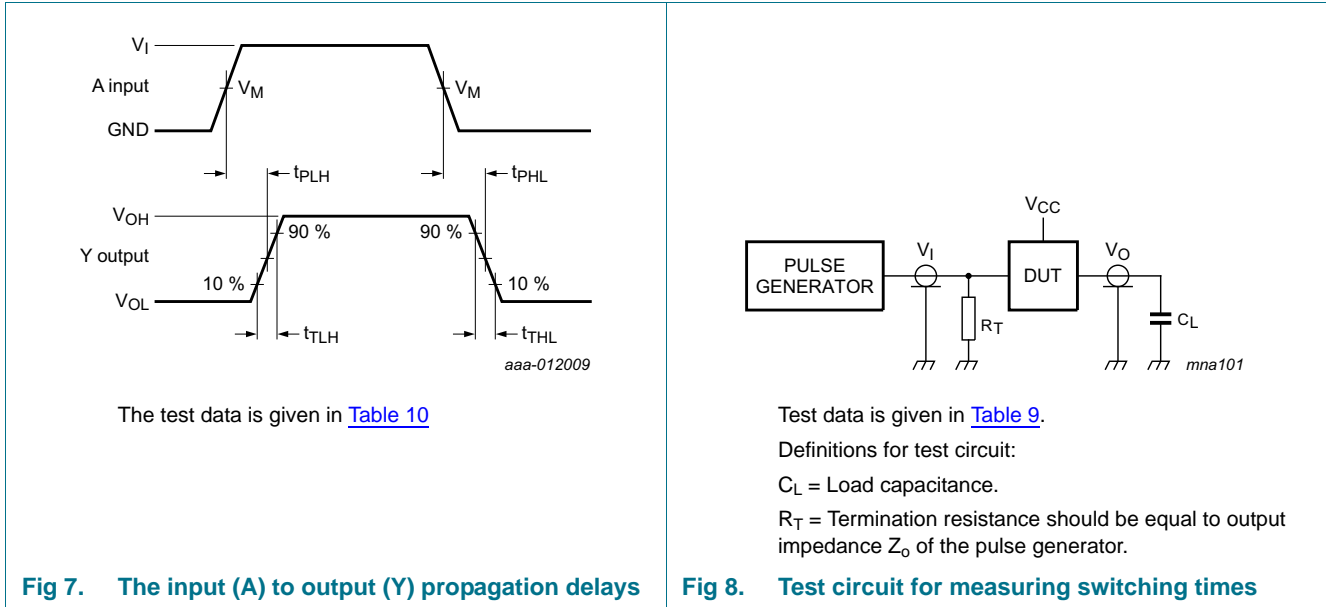 V_I
A input
V_M
V_M
GND
t_PLH
t_PHL
V_OH
90 %
90 %
Y output
10 %
10 %
V_OL
t_TLH
t_THL
aaa-012009
The test data is given in Table 10
Fig 7. The input (A) to output (Y) propagation delays
V_CC
V_I
V_O
PULSE
GENERATOR
DUT
R_T
C_L
mna101
Test data is given in Table 9.
Definitions for test circuit:
C_L = Load capacitance.
R_T = Termination resistance should be equal to output
impedance Z_o of the pulse generator.
Fig 8. Test circuit for measuring switching times